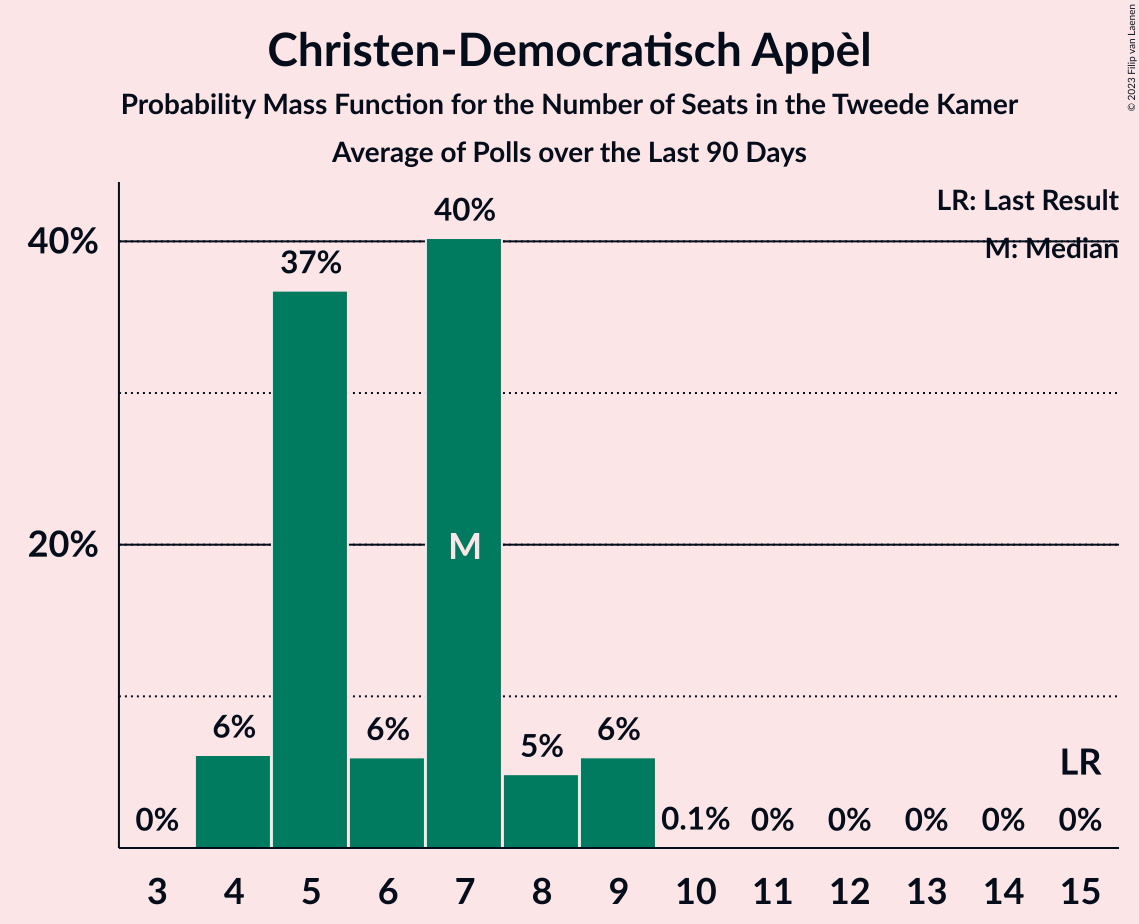 Christen-Democratisch Appèl
Probability Mass Function for the Number of Seats in the Tweede Kamer
Average of Polls over the Last 90 Days
© 2023 Filip van Laenen
LR: Last Result
M: Median
40%
20%
0%
6%
37%
6%
40%
M
5%
6%
0.1%
0%
0%
0%
0%
LR
0%
3 4 5 6 7 8 9 10 11 12 13 14 15